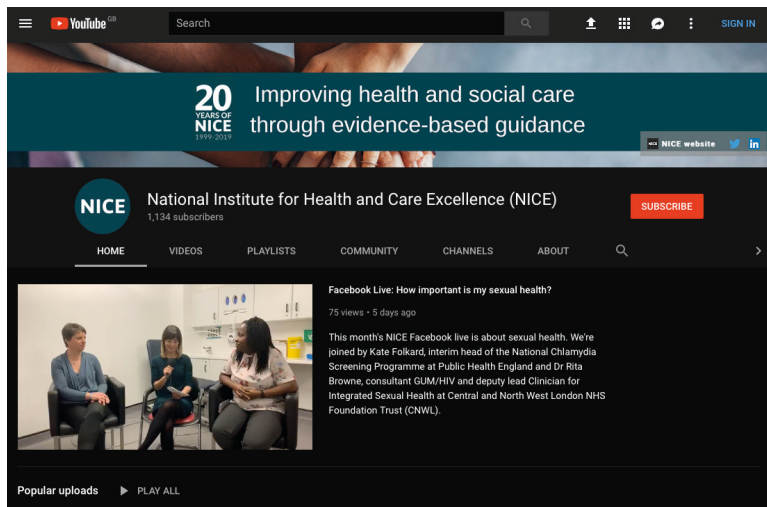 YouTube GB
Search
SIGN IN
20
YEARS OF
NICE
1999-2019
Improving health and social care
through evidence-based guidance
NICE NICE website
NICE
National Institute for Health and Care Excellence (NICE)
1,134 subscribers
SUBSCRIBE
HOME VIDEOS PLAYLISTS COMMUNITY CHANNELS ABOUT
Facebook Live: How important is my sexual health?
75 views • 5 days ago
This month's NICE Facebook live is about sexual health. We're
joined by Kate Folkard, interim head of the National Chlamydia
Screening Programme at Public Health England and Dr Rita
Browne, consultant GUM/HIV and deputy lead Clinician for
Integrated Sexual Health at Central and North West London NHS
Foundation Trust (CNWL).
Popular uploads PLAY ALL